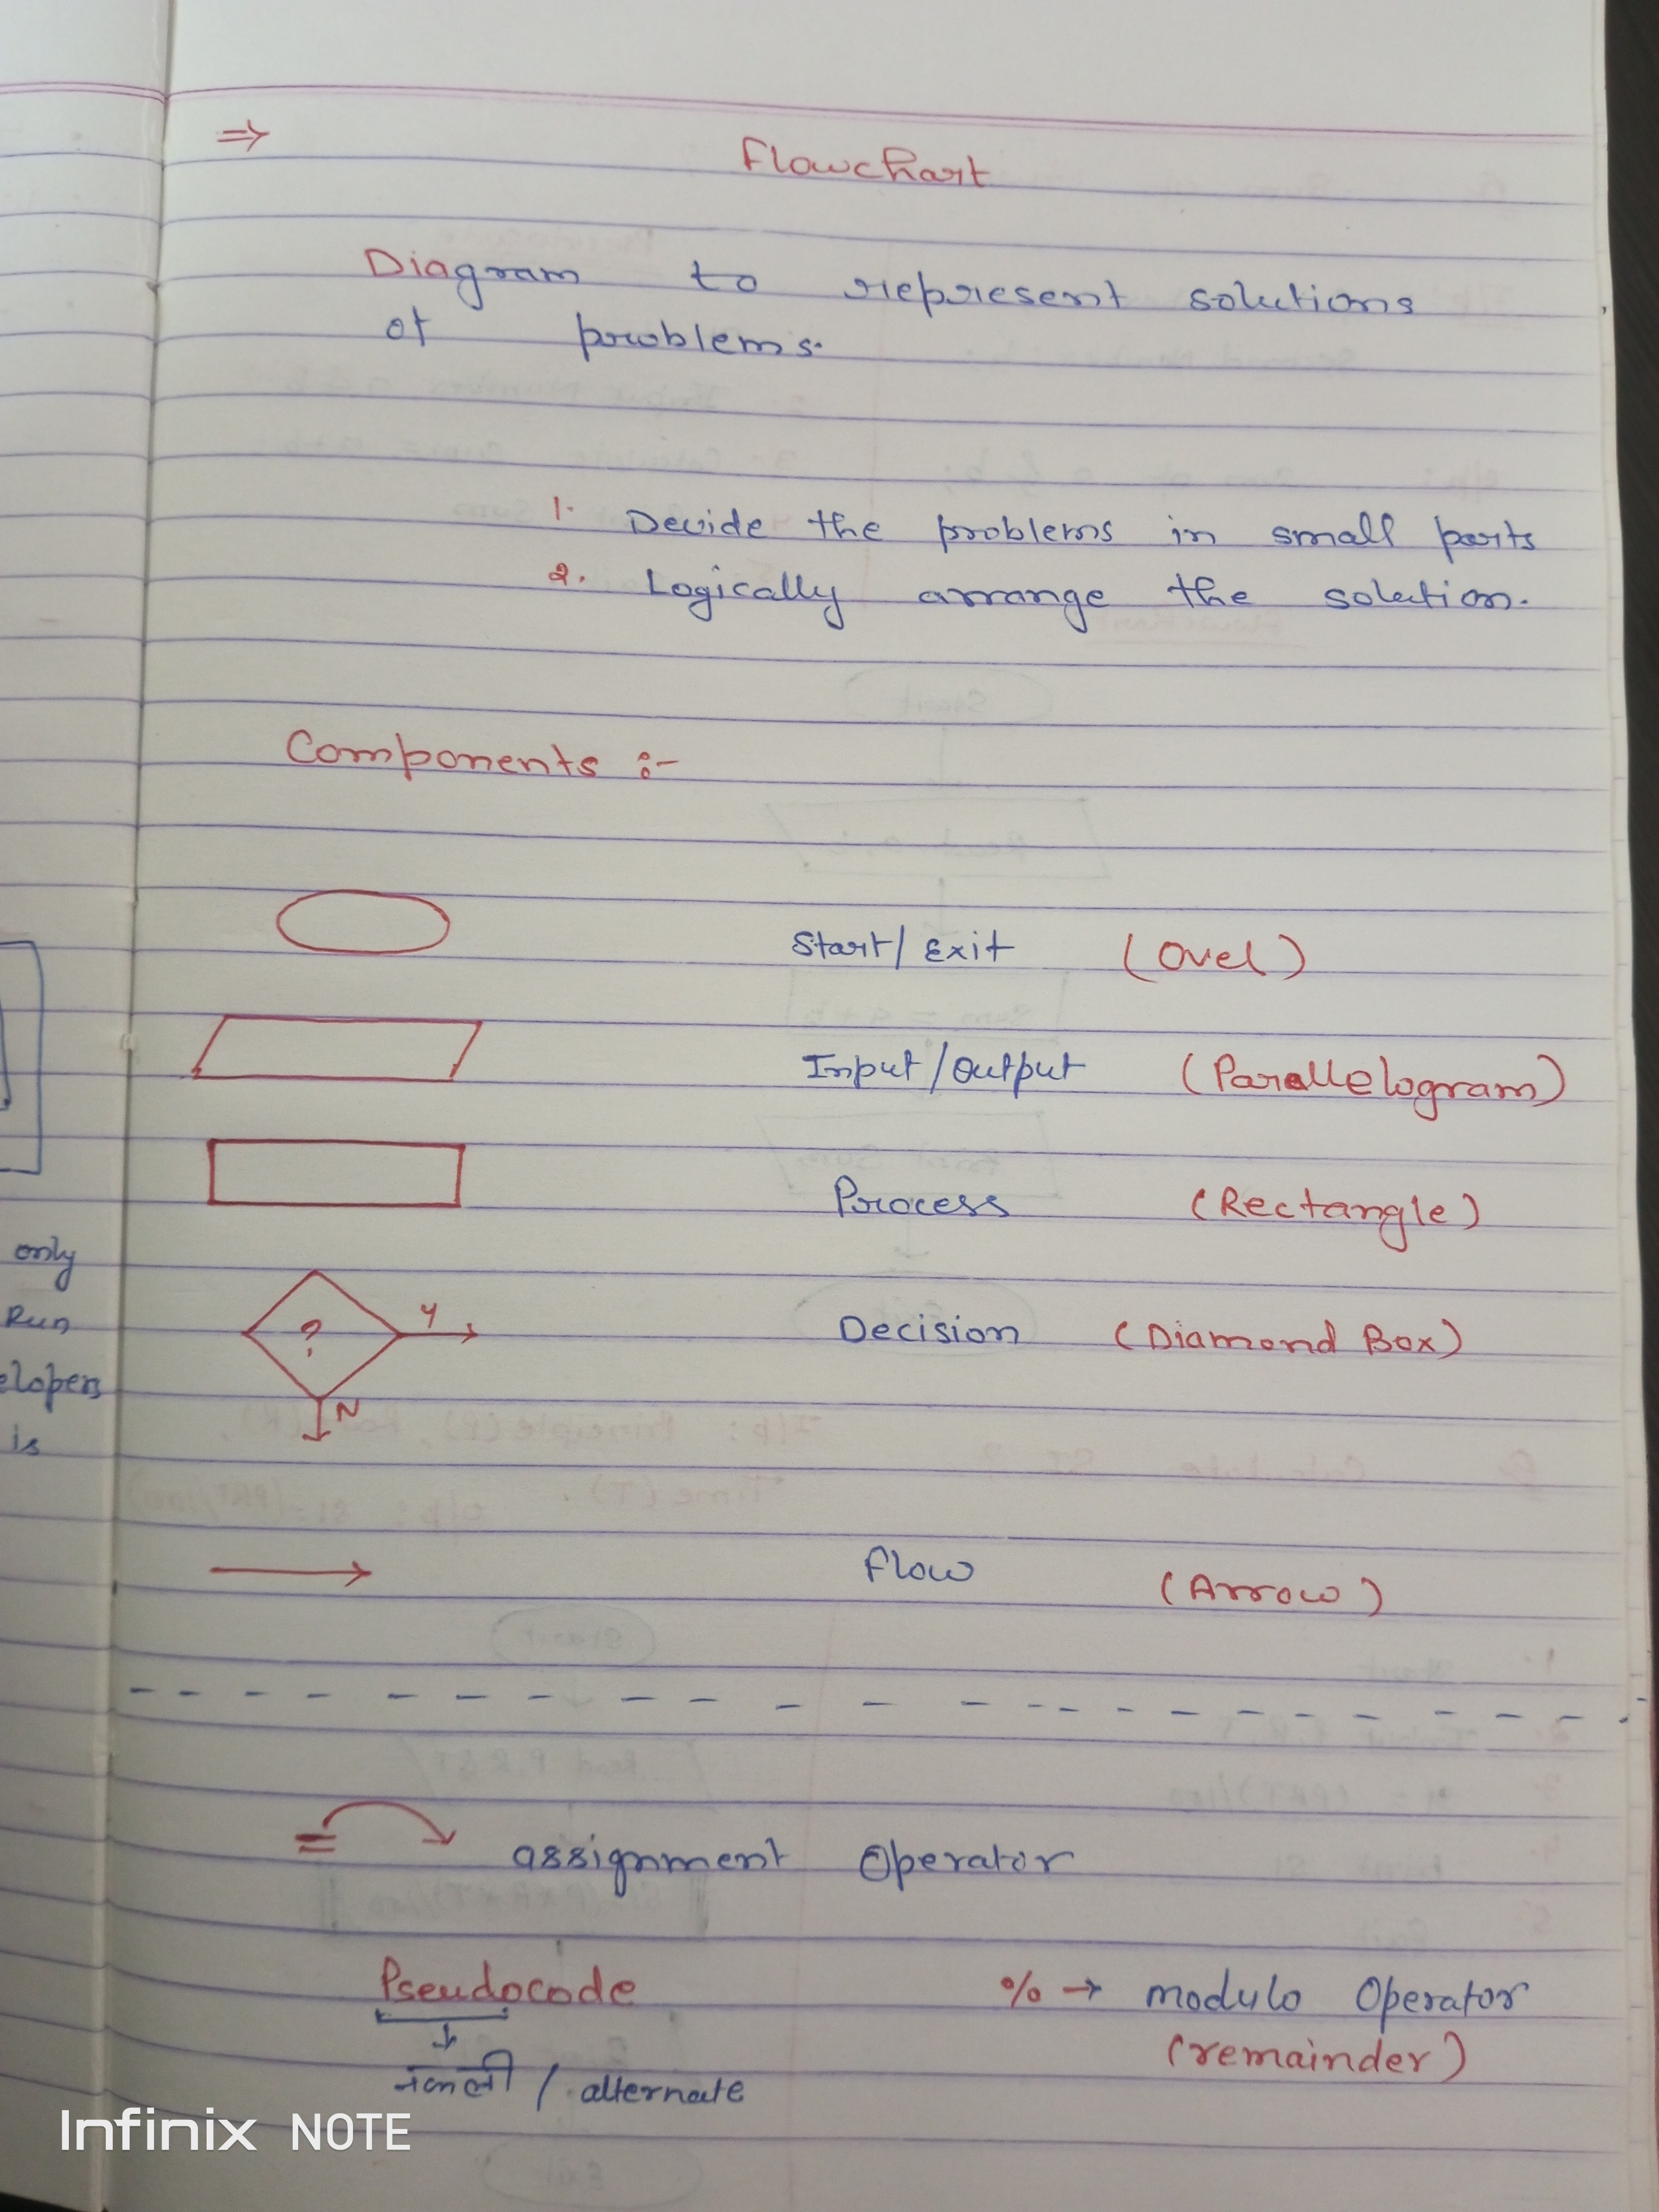 ⇒ Flowchart
Diagram to represent solutions
of problems.
1. Devide the problems in small parts
2. Logically arrange the solution.
Components :-
Start/Exit (Ovel)
Input/Output (Parallelogram)
Process (Rectangle)
? Y Decision (Diamond Box)
N
Flow (Arrow)
= assignment Operator
Pseudocode % → modulo Operator
(remainder)
नकली / alternate
only
Run
elopers
is
Infinix NOTE